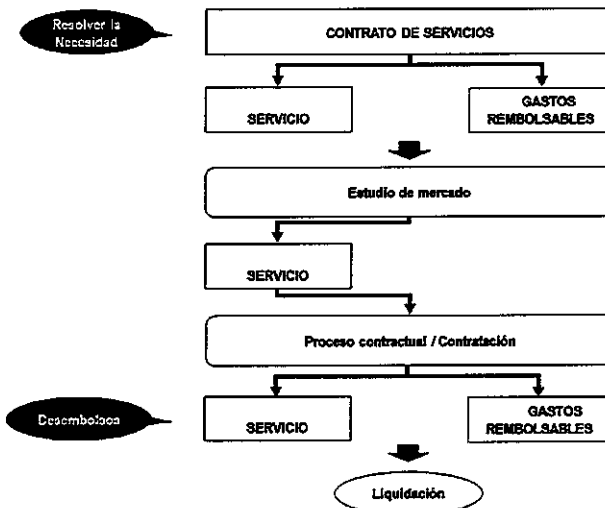 Resolver la
Necesidad
CONTRATO DE SERVICIOS
SERVICIO
GASTOS
REMBOLSABLES
Estudio de mercado
SERVICIO
Proceso contractual / Contratación
Desembolsos
SERVICIO
GASTOS
REMBOLSABLES
Liquidación